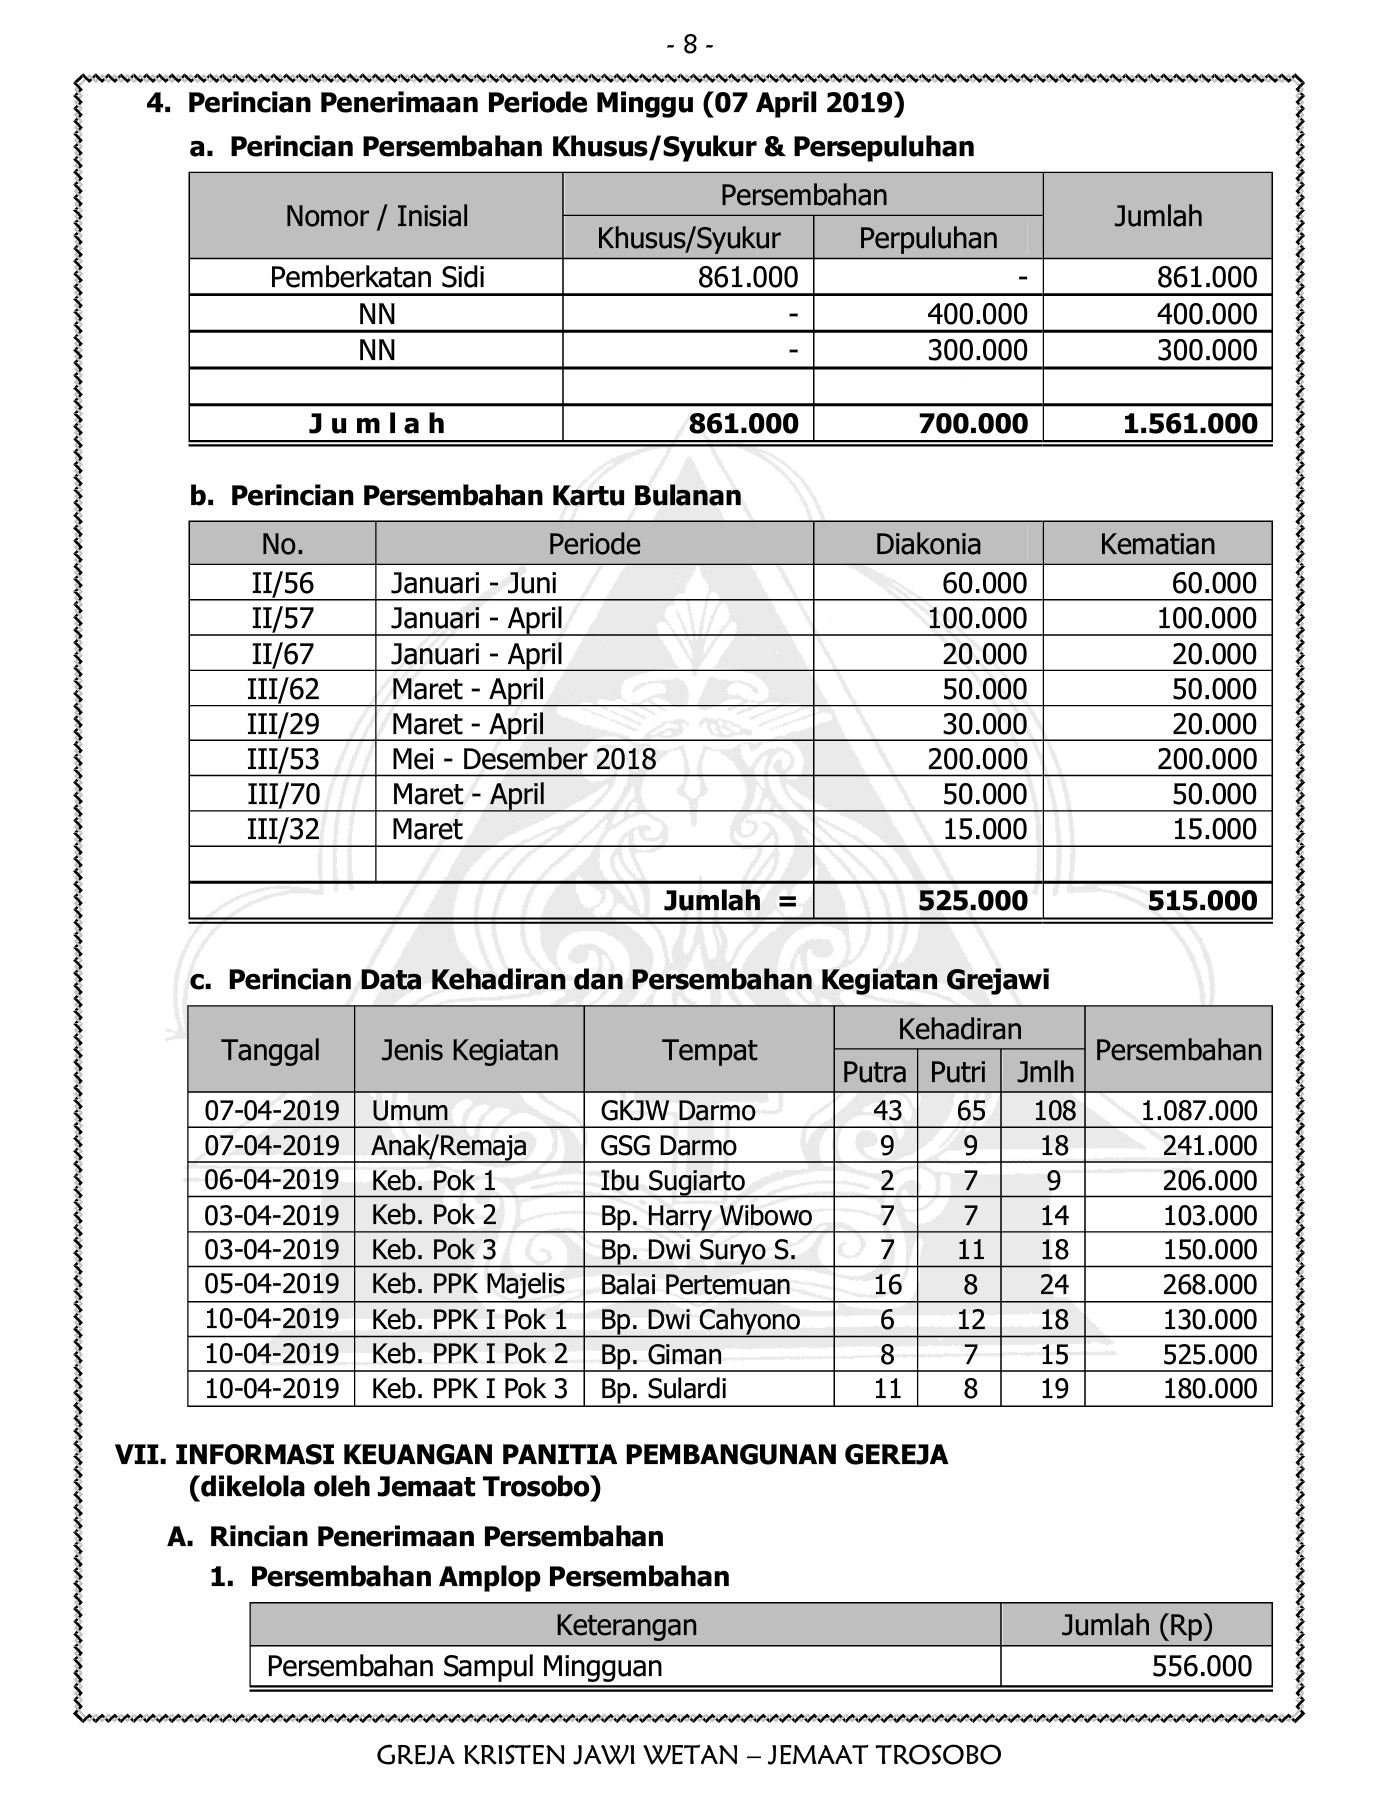 - 8 -
4. Perincian Penerimaan Periode Minggu (07 April 2019)
a. Perincian Persembahan Khusus/Syukur & Persepuluhan
Nomor / Inisial Persembahan Jumlah
Khusus/Syukur Perpuluhan
Pemberkatan Sidi 861.000 - 861.000
NN - 400.000 400.000
NN - 300.000 300.000
J u m l a h 861.000 700.000 1.561.000
b. Perincian Persembahan Kartu Bulanan
No. Periode Diakonia Kematian
II/56 Januari - Juni 60.000 60.000
II/57 Januari - April 100.000 100.000
II/67 Januari - April 20.000 20.000
III/62 Maret - April 50.000 50.000
III/29 Maret - April 30.000 20.000
III/53 Mei - Desember 2018 200.000 200.000
III/70 Maret - April 50.000 50.000
III/32 Maret 15.000 15.000
Jumlah = 525.000 515.000
c. Perincian Data Kehadiran dan Persembahan Kegiatan Grejawi
Tanggal Jenis Kegiatan Tempat Kehadiran Persembahan
Putra Putri Jmlh
07-04-2019 Umum GKJW Darmo 43 65 108 1.087.000
07-04-2019 Anak/Remaja GSG Darmo 9 9 18 241.000
06-04-2019 Keb. Pok 1 Ibu Sugiarto 2 7 9 206.000
03-04-2019 Keb. Pok 2 Bp. Harry Wibowo 7 7 14 103.000
03-04-2019 Keb. Pok 3 Bp. Dwi Suryo S. 7 11 18 150.000
05-04-2019 Keb. PPK Majelis Balai Pertemuan 16 8 24 268.000
10-04-2019 Keb. PPK I Pok 1 Bp. Dwi Cahyono 6 12 18 130.000
10-04-2019 Keb. PPK I Pok 2 Bp. Giman 8 7 15 525.000
10-04-2019 Keb. PPK I Pok 3 Bp. Sulardi 11 8 19 180.000
VII. INFORMASI KEUANGAN PANITIA PEMBANGUNAN GEREJA
(dikelola oleh Jemaat Trosobo)
A. Rincian Penerimaan Persembahan
1. Persembahan Amplop Persembahan
Keterangan Jumlah (Rp)
Persembahan Sampul Mingguan 556.000
GREJA KRISTEN JAWI WETAN – JEMAAT TROSOBO